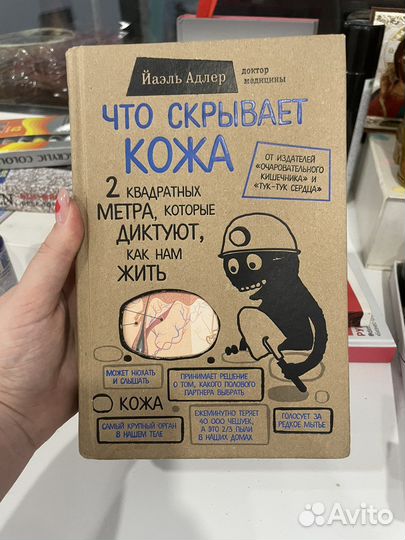 Йаэль Адлер
доктор
медицины
ЧТО СКРЫВАЕТ
КОЖА
ОТ ИЗДАТЕЛЕЙ
«ОЧАРОВАТЕЛЬНОГО
КИШЕЧНИКА» И
«ТУК-ТУК СЕРДЦА»
2 КВАДРАТНЫХ
МЕТРА, КОТОРЫЕ
ДИКТУЮТ,
КАК НАМ
ЖИТЬ
МОЖЕТ НЮХАТЬ
И СЛЫШАТЬ
ПРИНИМАЕТ РЕШЕНИЕ
О ТОМ, КАКОГО ПОЛОВОГО
ПАРТНЕРА ВЫБРАТЬ
КОЖА
САМЫЙ КРУПНЫЙ ОРГАН
В НАШЕМ ТЕЛЕ
ЕЖЕМИНУТНО ТЕРЯЕТ
40 000 ЧЕШУЕК,
А ЭТО 2/3 ПЫЛИ
В НАШИХ ДОМАХ
ГОЛОСУЕТ ЗА
РЕДКОЕ МЫТЬЕ
Avito